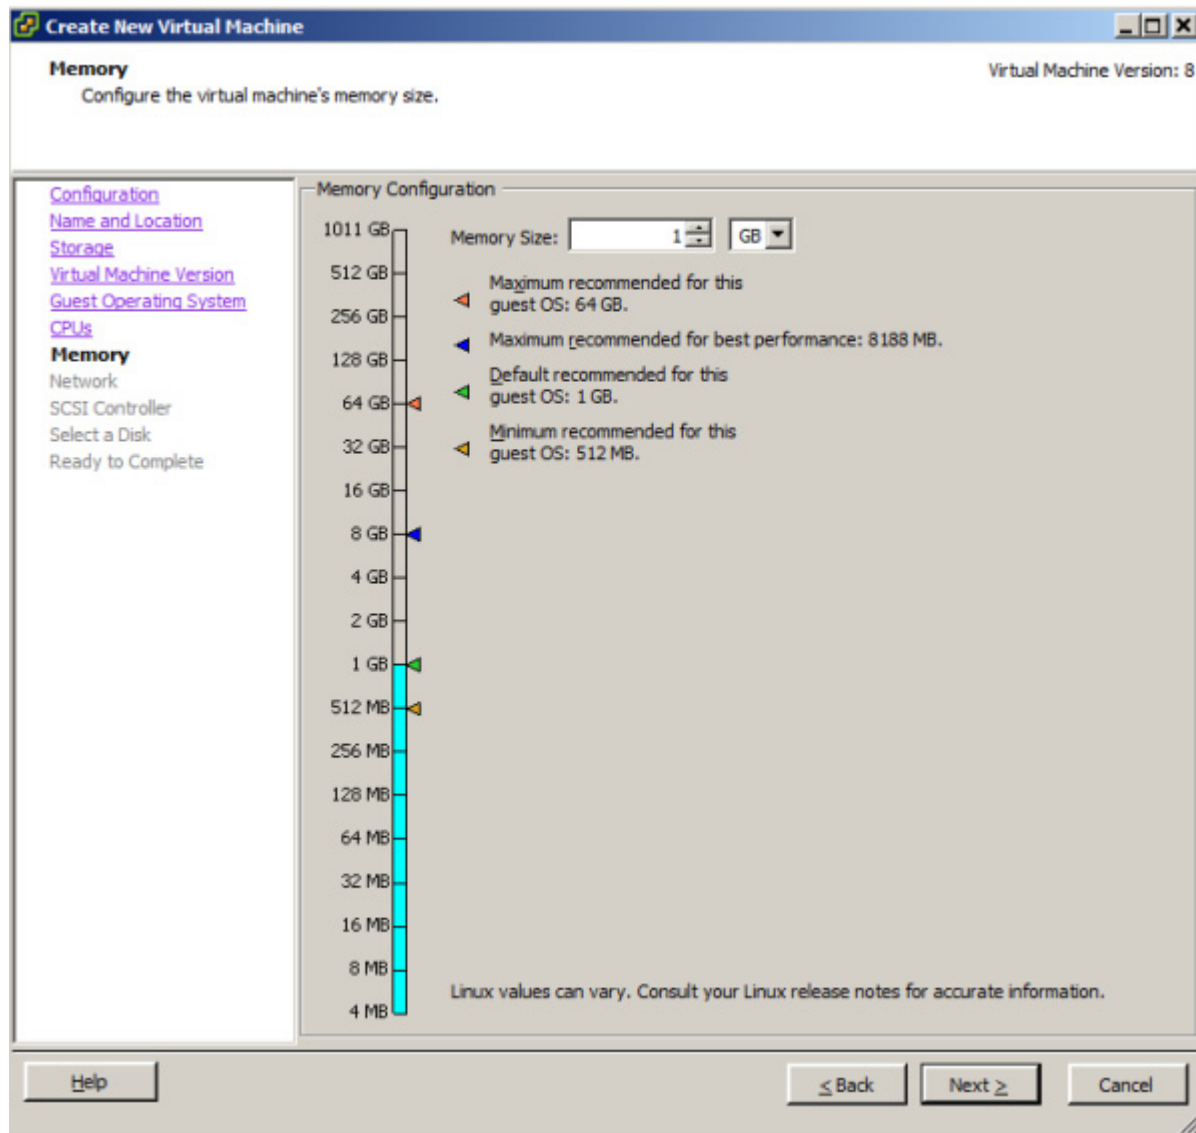 Create New Virtual Machine
Memory
Virtual Machine Version: 8
Configure the virtual machine's memory size.
Configuration
Name and Location
Storage
Virtual Machine Version
Guest Operating System
CPUs
Memory
Network
SCSI Controller
Select a Disk
Ready to Complete
Memory Configuration
1011 GB
512 GB
256 GB
128 GB
64 GB
32 GB
16 GB
8 GB
4 GB
2 GB
1 GB
512 MB
256 MB
128 MB
64 MB
32 MB
16 MB
8 MB
4 MB
Memory Size: 1 GB
Maximum recommended for this
guest OS: 64 GB.
Maximum recommended for best performance: 8188 MB.
Default recommended for this
guest OS: 1 GB.
Minimum recommended for this
guest OS: 512 MB.
Linux values can vary. Consult your Linux release notes for accurate information.
Help
≤ Back
Next ≥
Cancel